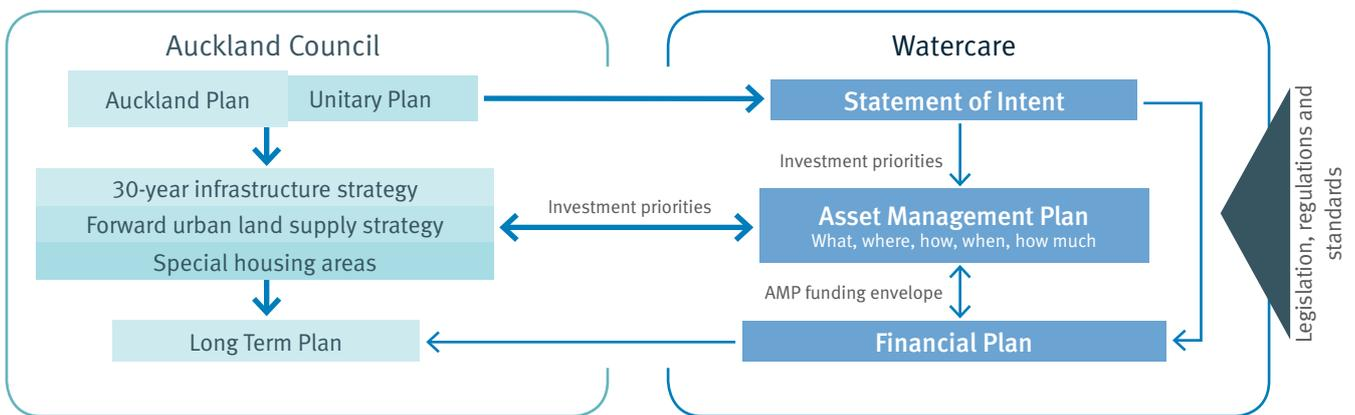 Auckland Council
Auckland Plan
Unitary Plan
30-year infrastructure strategy
Forward urban land supply strategy
Special housing areas
Long Term Plan
Investment priorities
Watercare
Statement of Intent
Investment priorities
Asset Management Plan
What, where, how, when, how much
AMP funding envelope
Financial Plan
Legislation, regulations and
standards